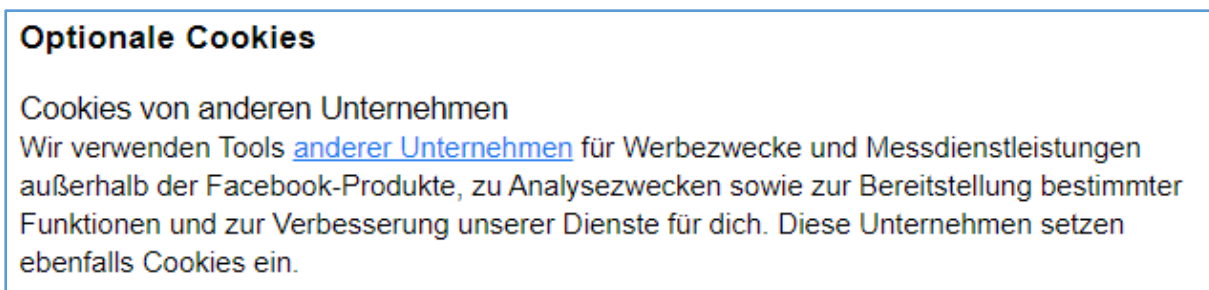 Optionale Cookies
Cookies von anderen Unternehmen
Wir verwenden Tools anderer Unternehmen für Werbezwecke und Messdienstleistungen
außerhalb der Facebook-Produkte, zu Analysezwecken sowie zur Bereitstellung bestimmter
Funktionen und zur Verbesserung unserer Dienste für dich. Diese Unternehmen setzen
ebenfalls Cookies ein.